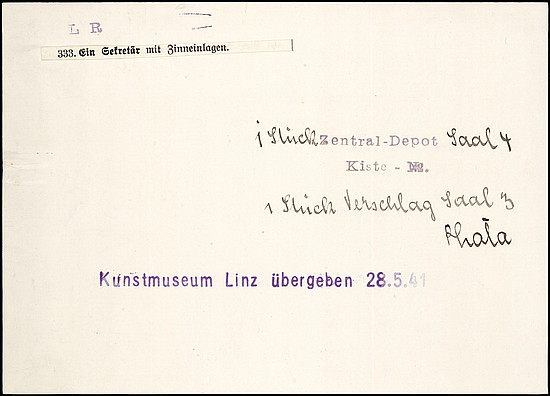 L R
333. Ein Sekretär mit Zinneinlagen.
1 Stück Zentral-Depot Saal 4
Kiste - №.
1 Stück Verschlag Saal 3
Kunstmuseum Linz übergeben 28.5.41